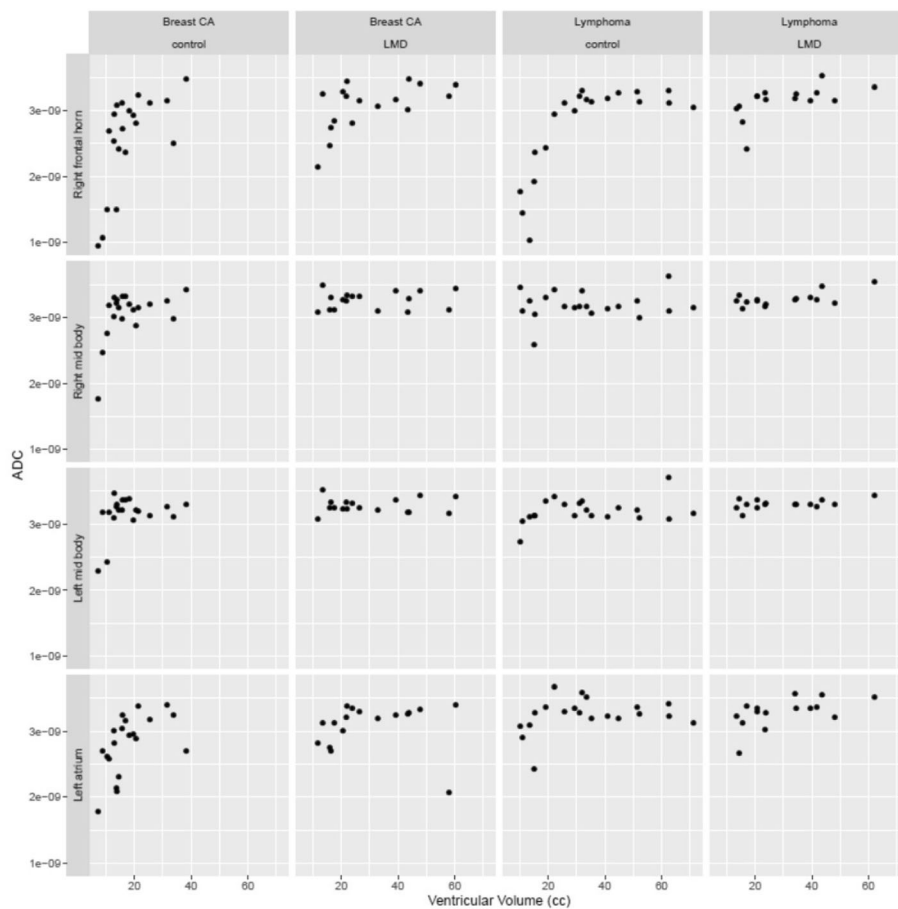 Breast CA Breast CA Lymphoma Lymphoma
control LMD control LMD
Right frontal horn
3e−09
2e−09
1e−09
Right mid body
3e−09
2e−09
1e−09
ADC
Left mid body
3e−09
2e−09
1e−09
Left atrium
3e−09
2e−09
1e−09
20 40 60 20 40 60 20 40 60 20 40 60
Ventricular Volume (cc)